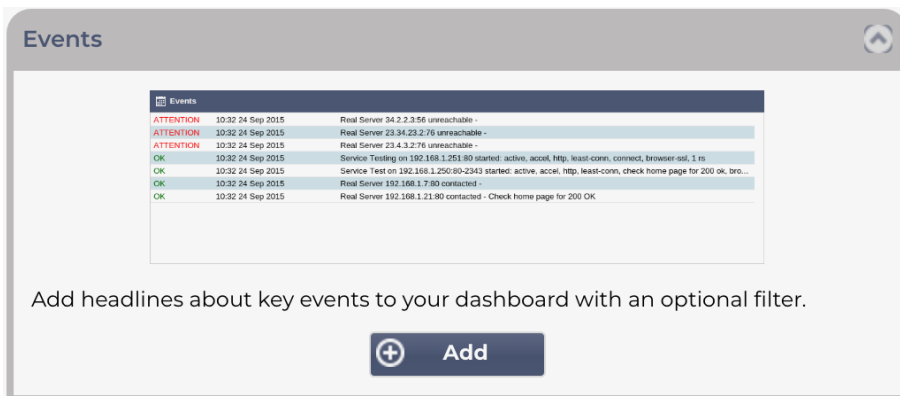 Events
Events
ATTENTION 10:32 24 Sep 2015 Real Server 34.2.2.3:56 unreachable -
ATTENTION 10:32 24 Sep 2015 Real Server 23.34.23.2:76 unreachable -
ATTENTION 10:32 24 Sep 2015 Real Server 23.4.3.2:76 unreachable -
OK 10:32 24 Sep 2015 Service Testing on 192.168.1.251:80 started: active, accel, http, least-conn, connect, browser-ssl, 1 rs
OK 10:32 24 Sep 2015 Service Test on 192.168.1.250:80-2343 started: active, accel, http, least-conn, check home page for 200 ok, bro...
OK 10:32 24 Sep 2015 Real Server 192.168.1.7:80 contacted -
OK 10:32 24 Sep 2015 Real Server 192.168.1.21:80 contacted - Check home page for 200 OK
Add headlines about key events to your dashboard with an optional filter.
Add